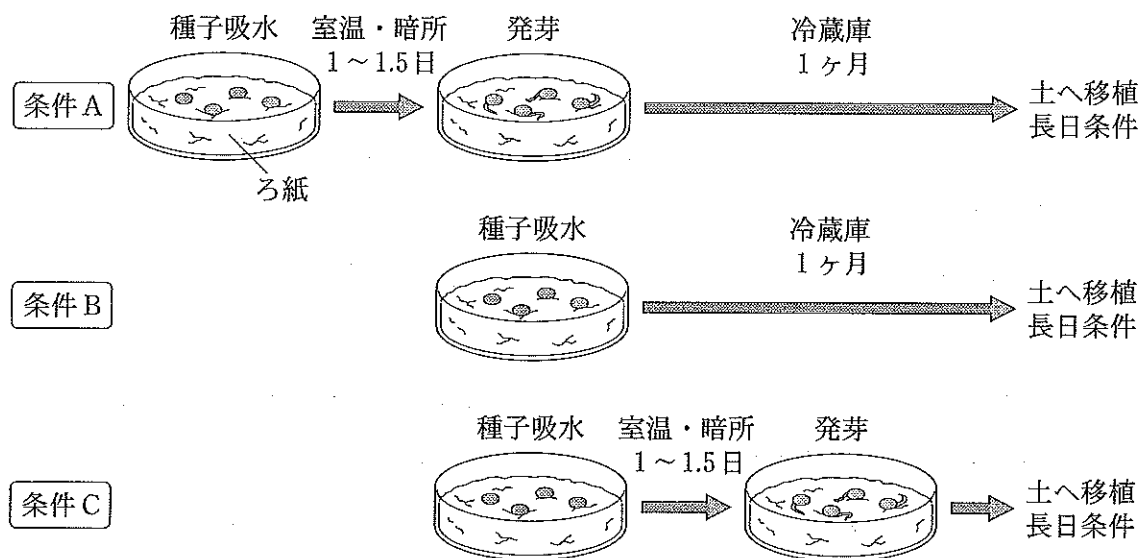 種子吸水
室温・暗所
1～1.5日
発芽
冷蔵庫
1ヶ月
条件A
土へ移植
長日条件
ろ紙
種子吸水
冷蔵庫
1ヶ月
条件B
土へ移植
長日条件
種子吸水
室温・暗所
1～1.5日
発芽
条件C
土へ移植
長日条件